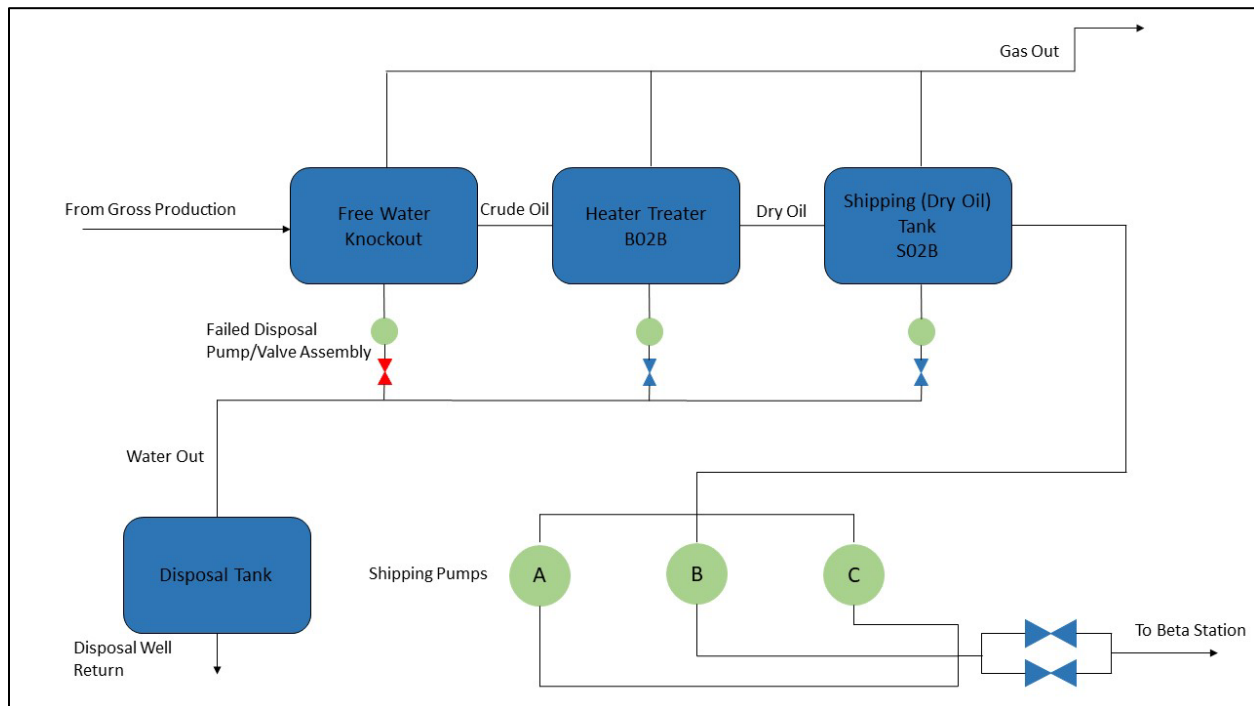 Gas Out
From Gross Production
Free Water
Knockout
Crude Oil
Heater Treater
B02B
Dry Oil
Shipping (Dry Oil)
Tank
S02B
Failed Disposal
Pump/Valve Assembly
Water Out
Disposal Tank
Shipping Pumps
A
B
C
To Beta Station
Disposal Well
Return